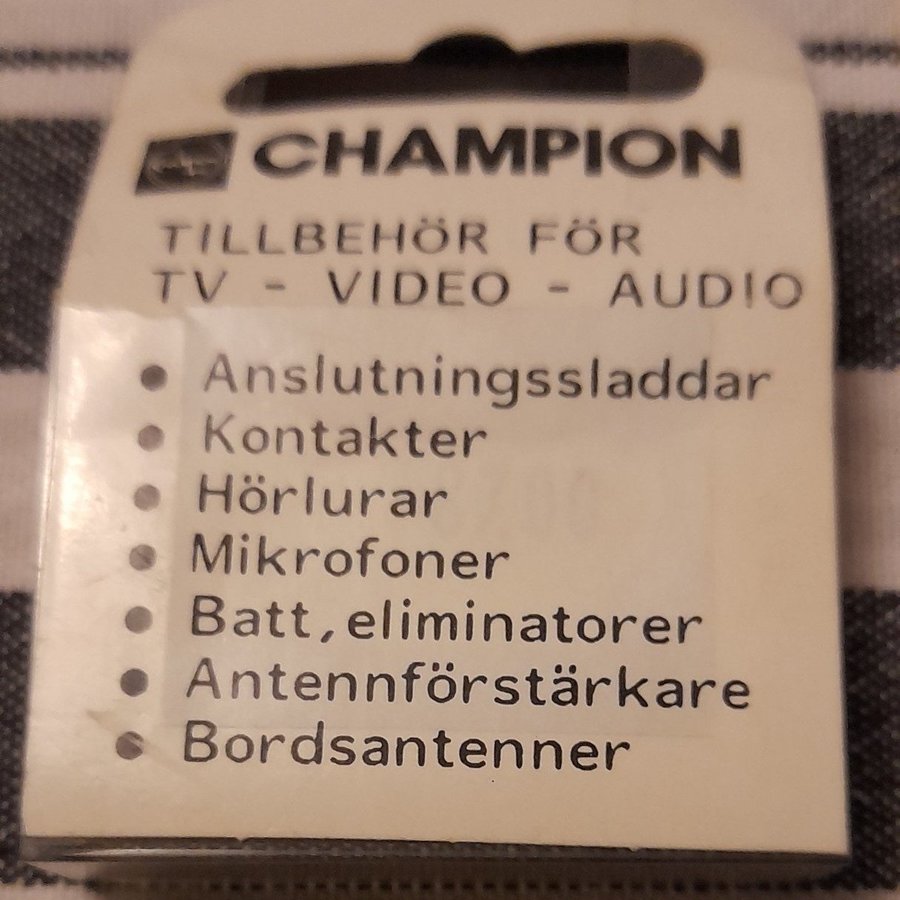 CHAMPION
TILLBEHÖR FÖR
TV - VIDEO - AUDIO
• Anslutningssladdar
• Kontakter
• Hörlurar
• Mikrofoner
• Batt,eliminatorer
• Antennförstärkare
• Bordsantenner